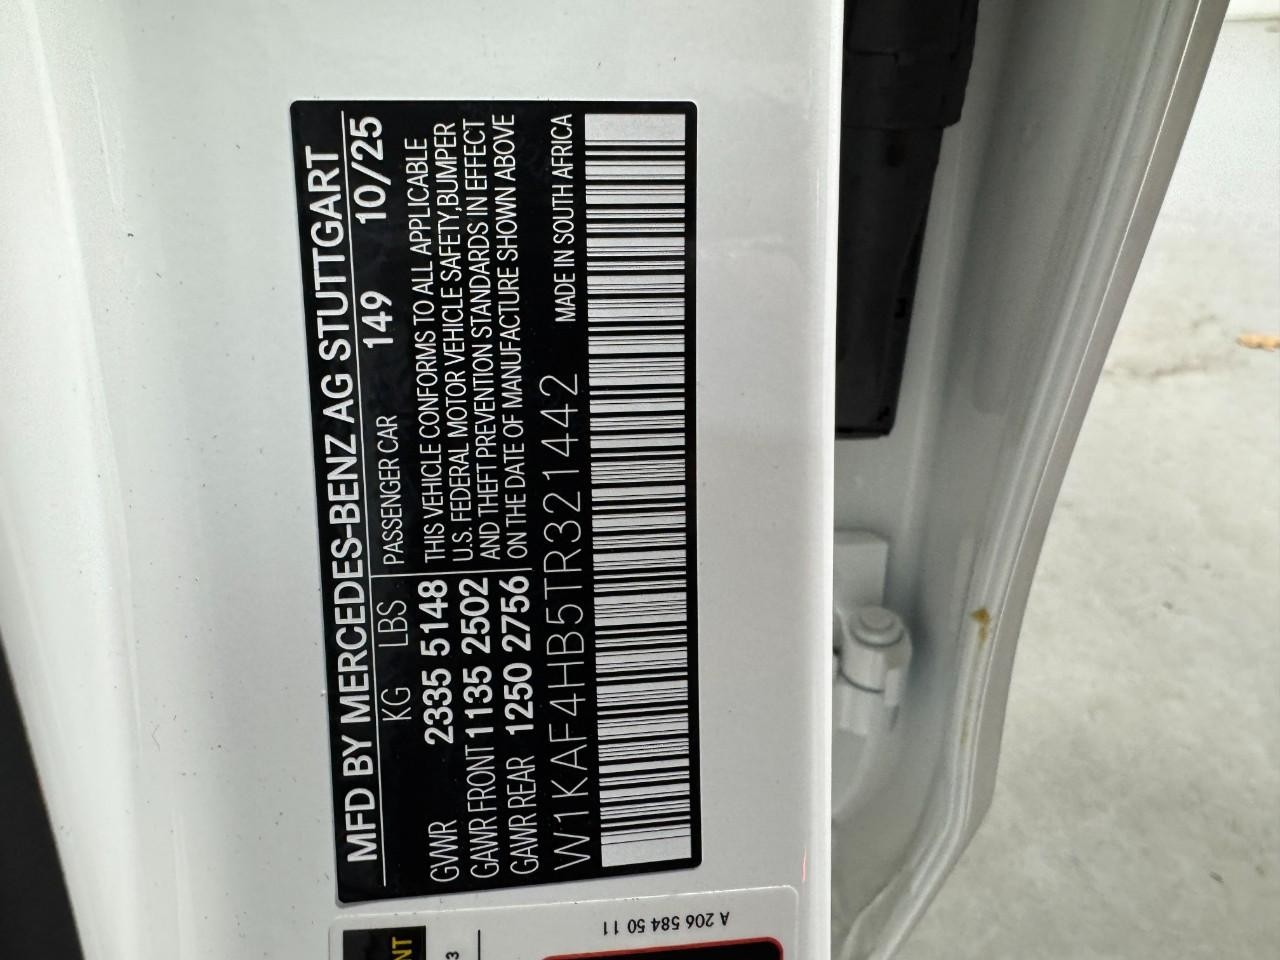 MFD BY MERCEDES-BENZ AG STUTTGART
KG LBS PASSENGER CAR 149 10/25
GVWR 2335 5148 THIS VEHICLE CONFORMS TO ALL APPLICABLE
GAWR FRONT 1135 2502 U.S. FEDERAL MOTOR VEHICLE SAFETY,BUMPER
GAWR REAR 1250 2756 AND THEFT PREVENTION STANDARDS IN EFFECT
ON THE DATE OF MANUFACTURE SHOWN ABOVE
W1KAF4HB5TR321442 MADE IN SOUTH AFRICA
A 206 584 50 11